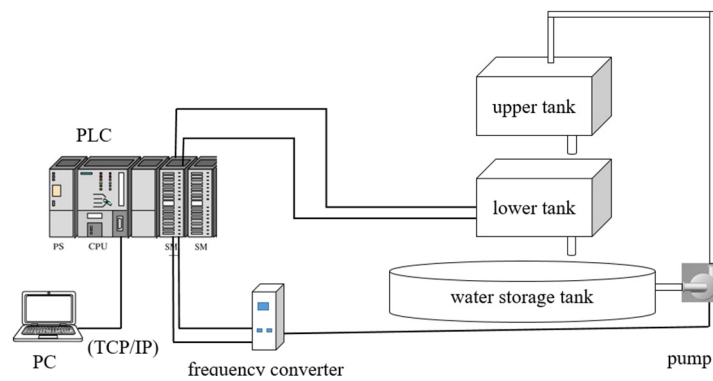 upper tank
PLC
lower tank
PS CPU SM SM
water storage tank
PC
(TCP/IP)
frequency converter
pump